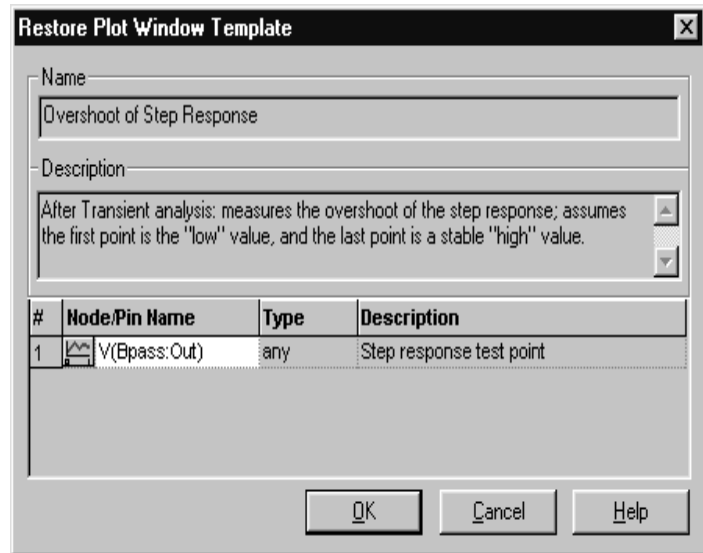 Restore Plot Window Template
Name
Overshoot of Step Response
Description
After Transient analysis: measures the overshoot of the step response; assumes
the first point is the "low" value, and the last point is a stable "high" value.
# Node/Pin Name Type Description
1 V(Bpass:Out) any Step response test point
OK Cancel Help